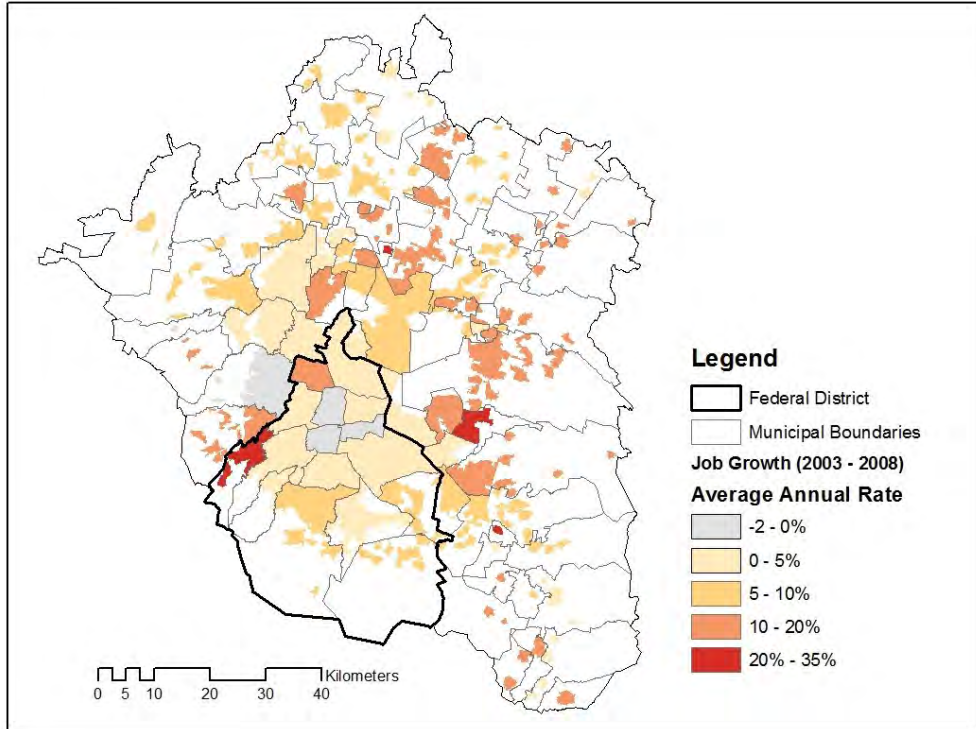 Legend
Federal District
Municipal Boundaries
Job Growth (2003 - 2008)
Average Annual Rate
-2 - 0%
0 - 5%
5 - 10%
10 - 20%
20% - 35%
Kilometers
0 5 10 20 30 40